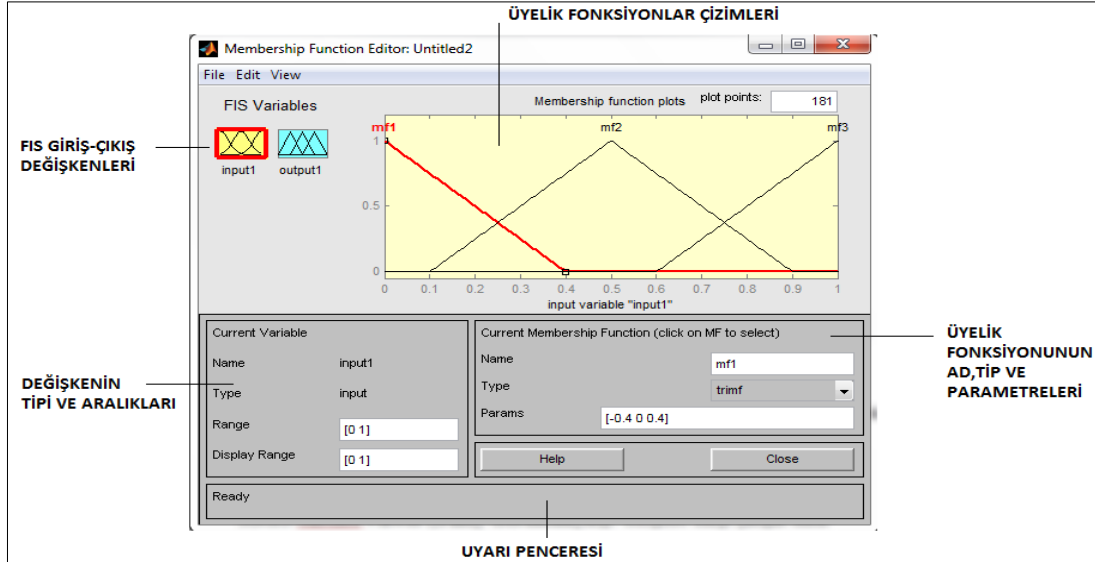 ÜYELİK FONKSİYONLAR ÇİZİMLERİ
Membership Function Editor: Untitled2
File Edit View
FIS Variables
Membership function plots
plot points:
181
FIS GİRİŞ-ÇIKIŞ
DEĞİŞKENLERİ
input1
output1
mf1
mf2
mf3
1
0.5
0
0 0.1 0.2 0.3 0.4 0.5 0.6 0.7 0.8 0.9 1
input variable "input1"
DEĞİŞKENİN
TİPİ VE ARALIKLARI
Current Variable
Name input1
Type input
Range [0 1]
Display Range [0 1]
Current Membership Function (click on MF to select)
Name mf1
Type trimf
Params [-0.4 0 0.4]
Help
Close
ÜYELİK
FONKSİYONUNUN
AD,TİP VE
PARAMETRELERİ
Ready
UYARI PENCERESİ